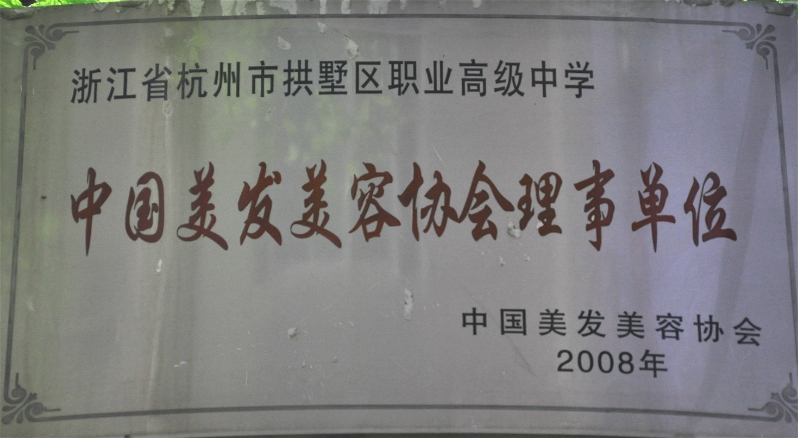 浙江省杭州市拱墅区职业高级中学
中国美发美容协会理事单位
中国美发美容协会
2008年